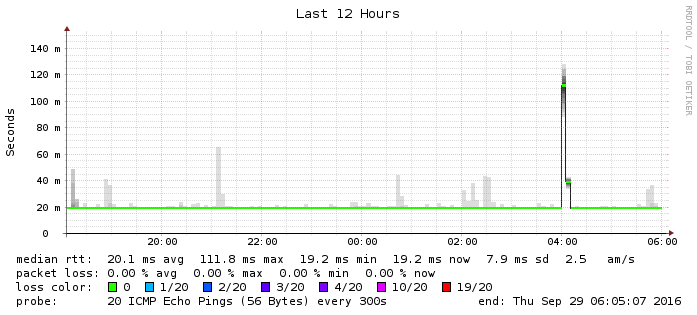 Last 12 Hours
RRDTOOL / TOBI OETIKER
Seconds
140 m
120 m
100 m
80 m
60 m
40 m
20 m
0
20:00 22:00 00:00 02:00 04:00 06:00
median rtt: 20.1 ms avg 111.8 ms max 19.2 ms min 19.2 ms now 7.9 ms sd 2.5 am/s
packet loss: 0.00 % avg 0.00 % max 0.00 % min 0.00 % now
loss color: 0 1/20 2/20 3/20 4/20 10/20 19/20
probe: 20 ICMP Echo Pings (56 Bytes) every 300s end: Thu Sep 29 06:05:07 2016